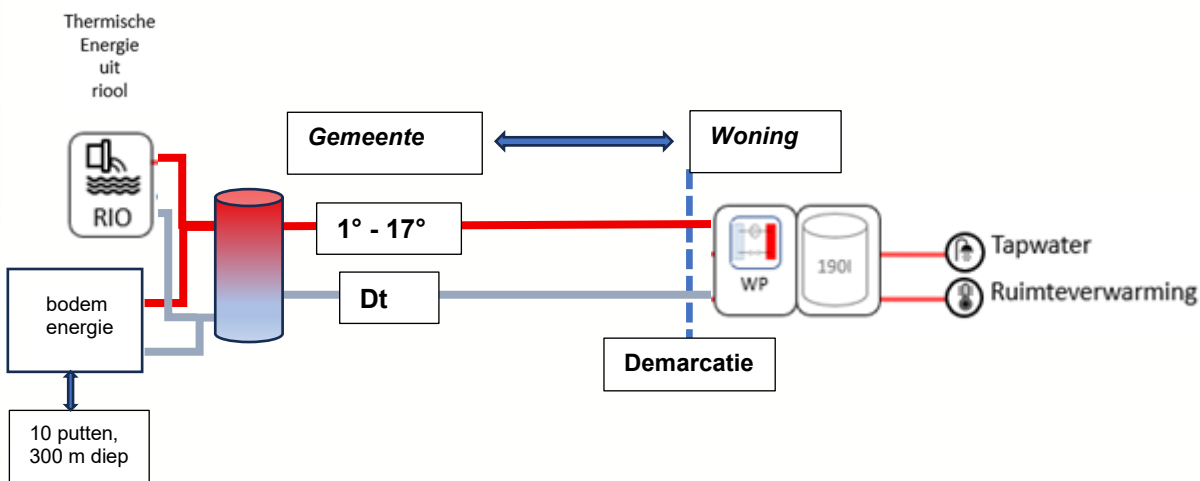 Thermische
Energie
uit
riool
RIO
Gemeente
Woning
1° - 17°
Dt
WP
190l
Tapwater
Ruimteverwarming
bodem
energie
Demarcatie
10 putten,
300 m diep